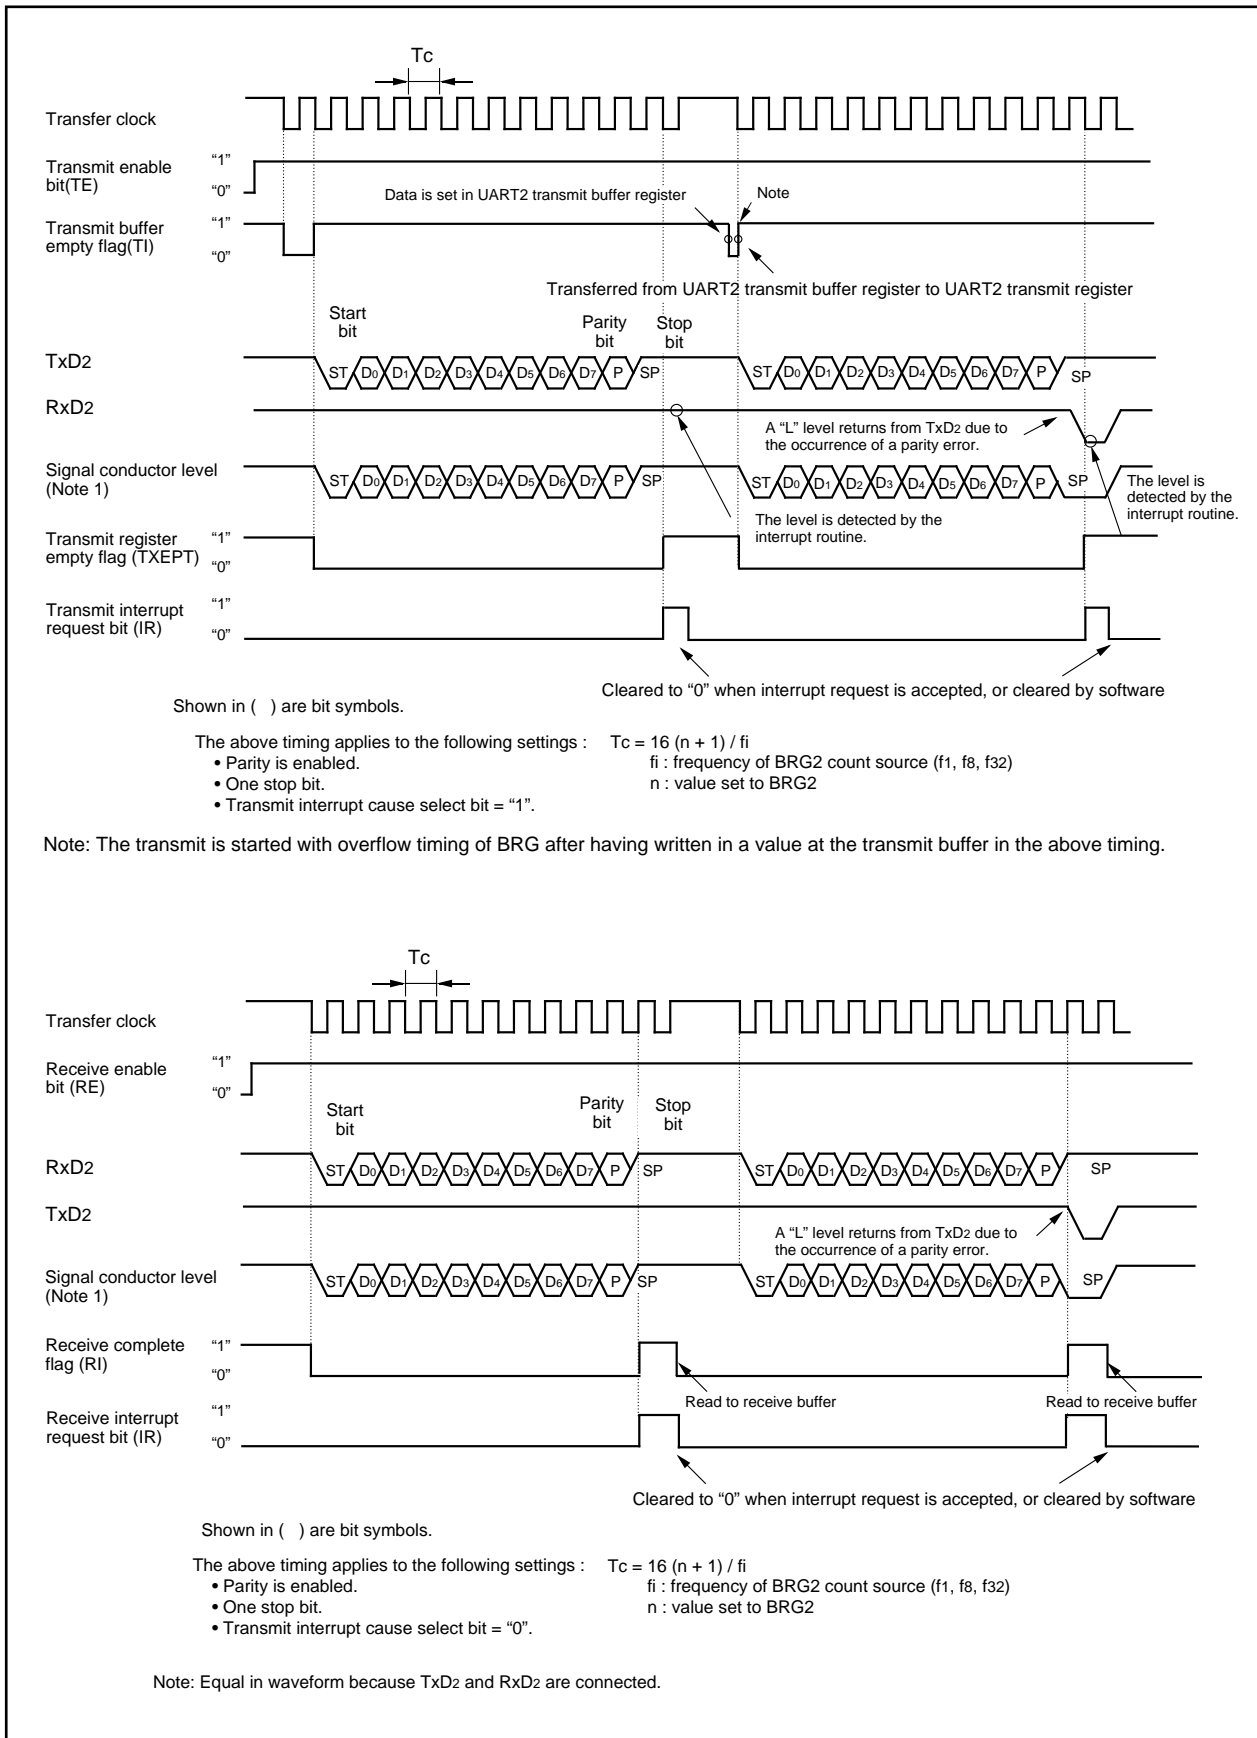 Tc
Transfer clock
Transmit enable
bit(TE)
“1”
“0”
Data is set in UART2 transmit buffer register
Note
Transmit buffer
empty flag(TI)
“1”
“0”
Transferred from UART2 transmit buffer register to UART2 transmit register
Start
bit
Parity
bit
Stop
bit
TxD2
ST D0 D1 D2 D3 D4 D5 D6 D7 P SP ST D0 D1 D2 D3 D4 D5 D6 D7 P SP
RxD2
A “L” level returns from TxD2 due to
the occurrence of a parity error.
Signal conductor level
(Note 1)
ST D0 D1 D2 D3 D4 D5 D6 D7 P SP ST D0 D1 D2 D3 D4 D5 D6 D7 P SP
The level is
detected by the
interrupt routine.
The level is detected by the
interrupt routine.
Transmit register
empty flag (TXEPT)
“1”
“0”
Transmit interrupt
request bit (IR)
“1”
“0”
Cleared to “0” when interrupt request is accepted, or cleared by software
Shown in ( ) are bit symbols.
The above timing applies to the following settings :
• Parity is enabled.
• One stop bit.
• Transmit interrupt cause select bit = “1”.
Tc = 16 (n + 1) / fi
fi : frequency of BRG2 count source (f1, f8, f32)
n : value set to BRG2
Note: The transmit is started with overflow timing of BRG after having written in a value at the transmit buffer in the above timing.
Tc
Transfer clock
Receive enable
bit (RE)
“1”
“0”
Start
bit
Parity
bit
Stop
bit
RxD2
ST D0 D1 D2 D3 D4 D5 D6 D7 P SP ST D0 D1 D2 D3 D4 D5 D6 D7 P SP
TxD2
A “L” level returns from TxD2 due to
the occurrence of a parity error.
Signal conductor level
(Note 1)
ST D0 D1 D2 D3 D4 D5 D6 D7 P SP ST D0 D1 D2 D3 D4 D5 D6 D7 P SP
Receive complete
flag (RI)
“1”
“0”
Read to receive buffer
Read to receive buffer
Receive interrupt
request bit (IR)
“1”
“0”
Cleared to “0” when interrupt request is accepted, or cleared by software
Shown in ( ) are bit symbols.
The above timing applies to the following settings :
• Parity is enabled.
• One stop bit.
• Transmit interrupt cause select bit = “0”.
Tc = 16 (n + 1) / fi
fi : frequency of BRG2 count source (f1, f8, f32)
n : value set to BRG2
Note: Equal in waveform because TxD2 and RxD2 are connected.